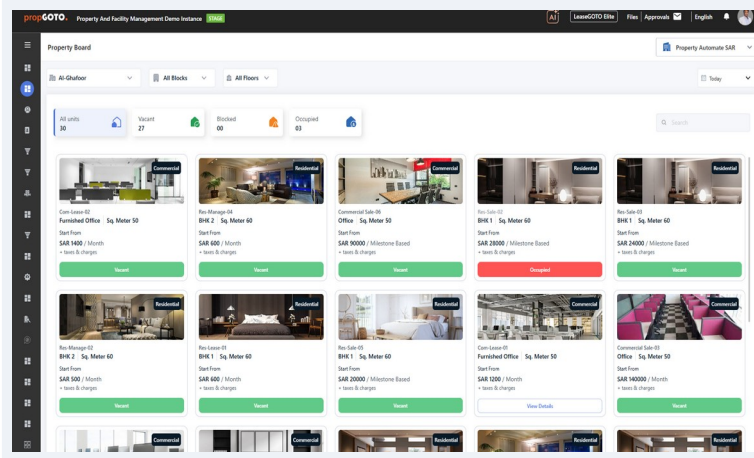 propGOTO. Property And Facility Management Demo Instance STAGE
AI LeaseGOTO Elite Files Approvals English
Property Board
Property Automate SAR
Al-Ghafoor All Blocks All Floors Today
All units 30
Vacant 27
Blocked 00
Occupied 03
Search
Commercial
Com-Lease-02
Furnished Office Sq. Meter 50
Start From
SAR 1400 / Month
+ taxes & charges
Vacant
Residential
Res-Manage-04
BHK 2 Sq. Meter 60
Start From
SAR 600 / Month
+ taxes & charges
Vacant
Commercial
Commercial Sale-06
Office Sq. Meter 50
Start From
SAR 90000 / Milestone Based
+ taxes & charges
Vacant
Residential
Res-Sale-02
BHK 1 Sq. Meter 60
Start From
SAR 28000 / Milestone Based
+ taxes & charges
Occupied
Residential
Res-Sale-03
BHK 1 Sq. Meter 60
Start From
SAR 24000 / Milestone Based
+ taxes & charges
Vacant
Residential
Res-Manage-02
BHK 2 Sq. Meter 60
Start From
SAR 500 / Month
+ taxes & charges
Vacant
Residential
Res-Lease-01
BHK 1 Sq. Meter 60
Start From
SAR 600 / Month
+ taxes & charges
Vacant
Residential
Res-Sale-03
BHK 1 Sq. Meter 60
Start From
SAR 20000 / Milestone Based
+ taxes & charges
Vacant
Commercial
Com-Lease-01
Furnished Office Sq. Meter 50
Start From
SAR 1200 / Month
+ taxes & charges
View Details
Commercial
Commercial Sale-03
Office Sq. Meter 50
Start From
SAR 140000 / Month
+ taxes & charges
Vacant
Commercial
Commercial
Residential
Residential
Residential